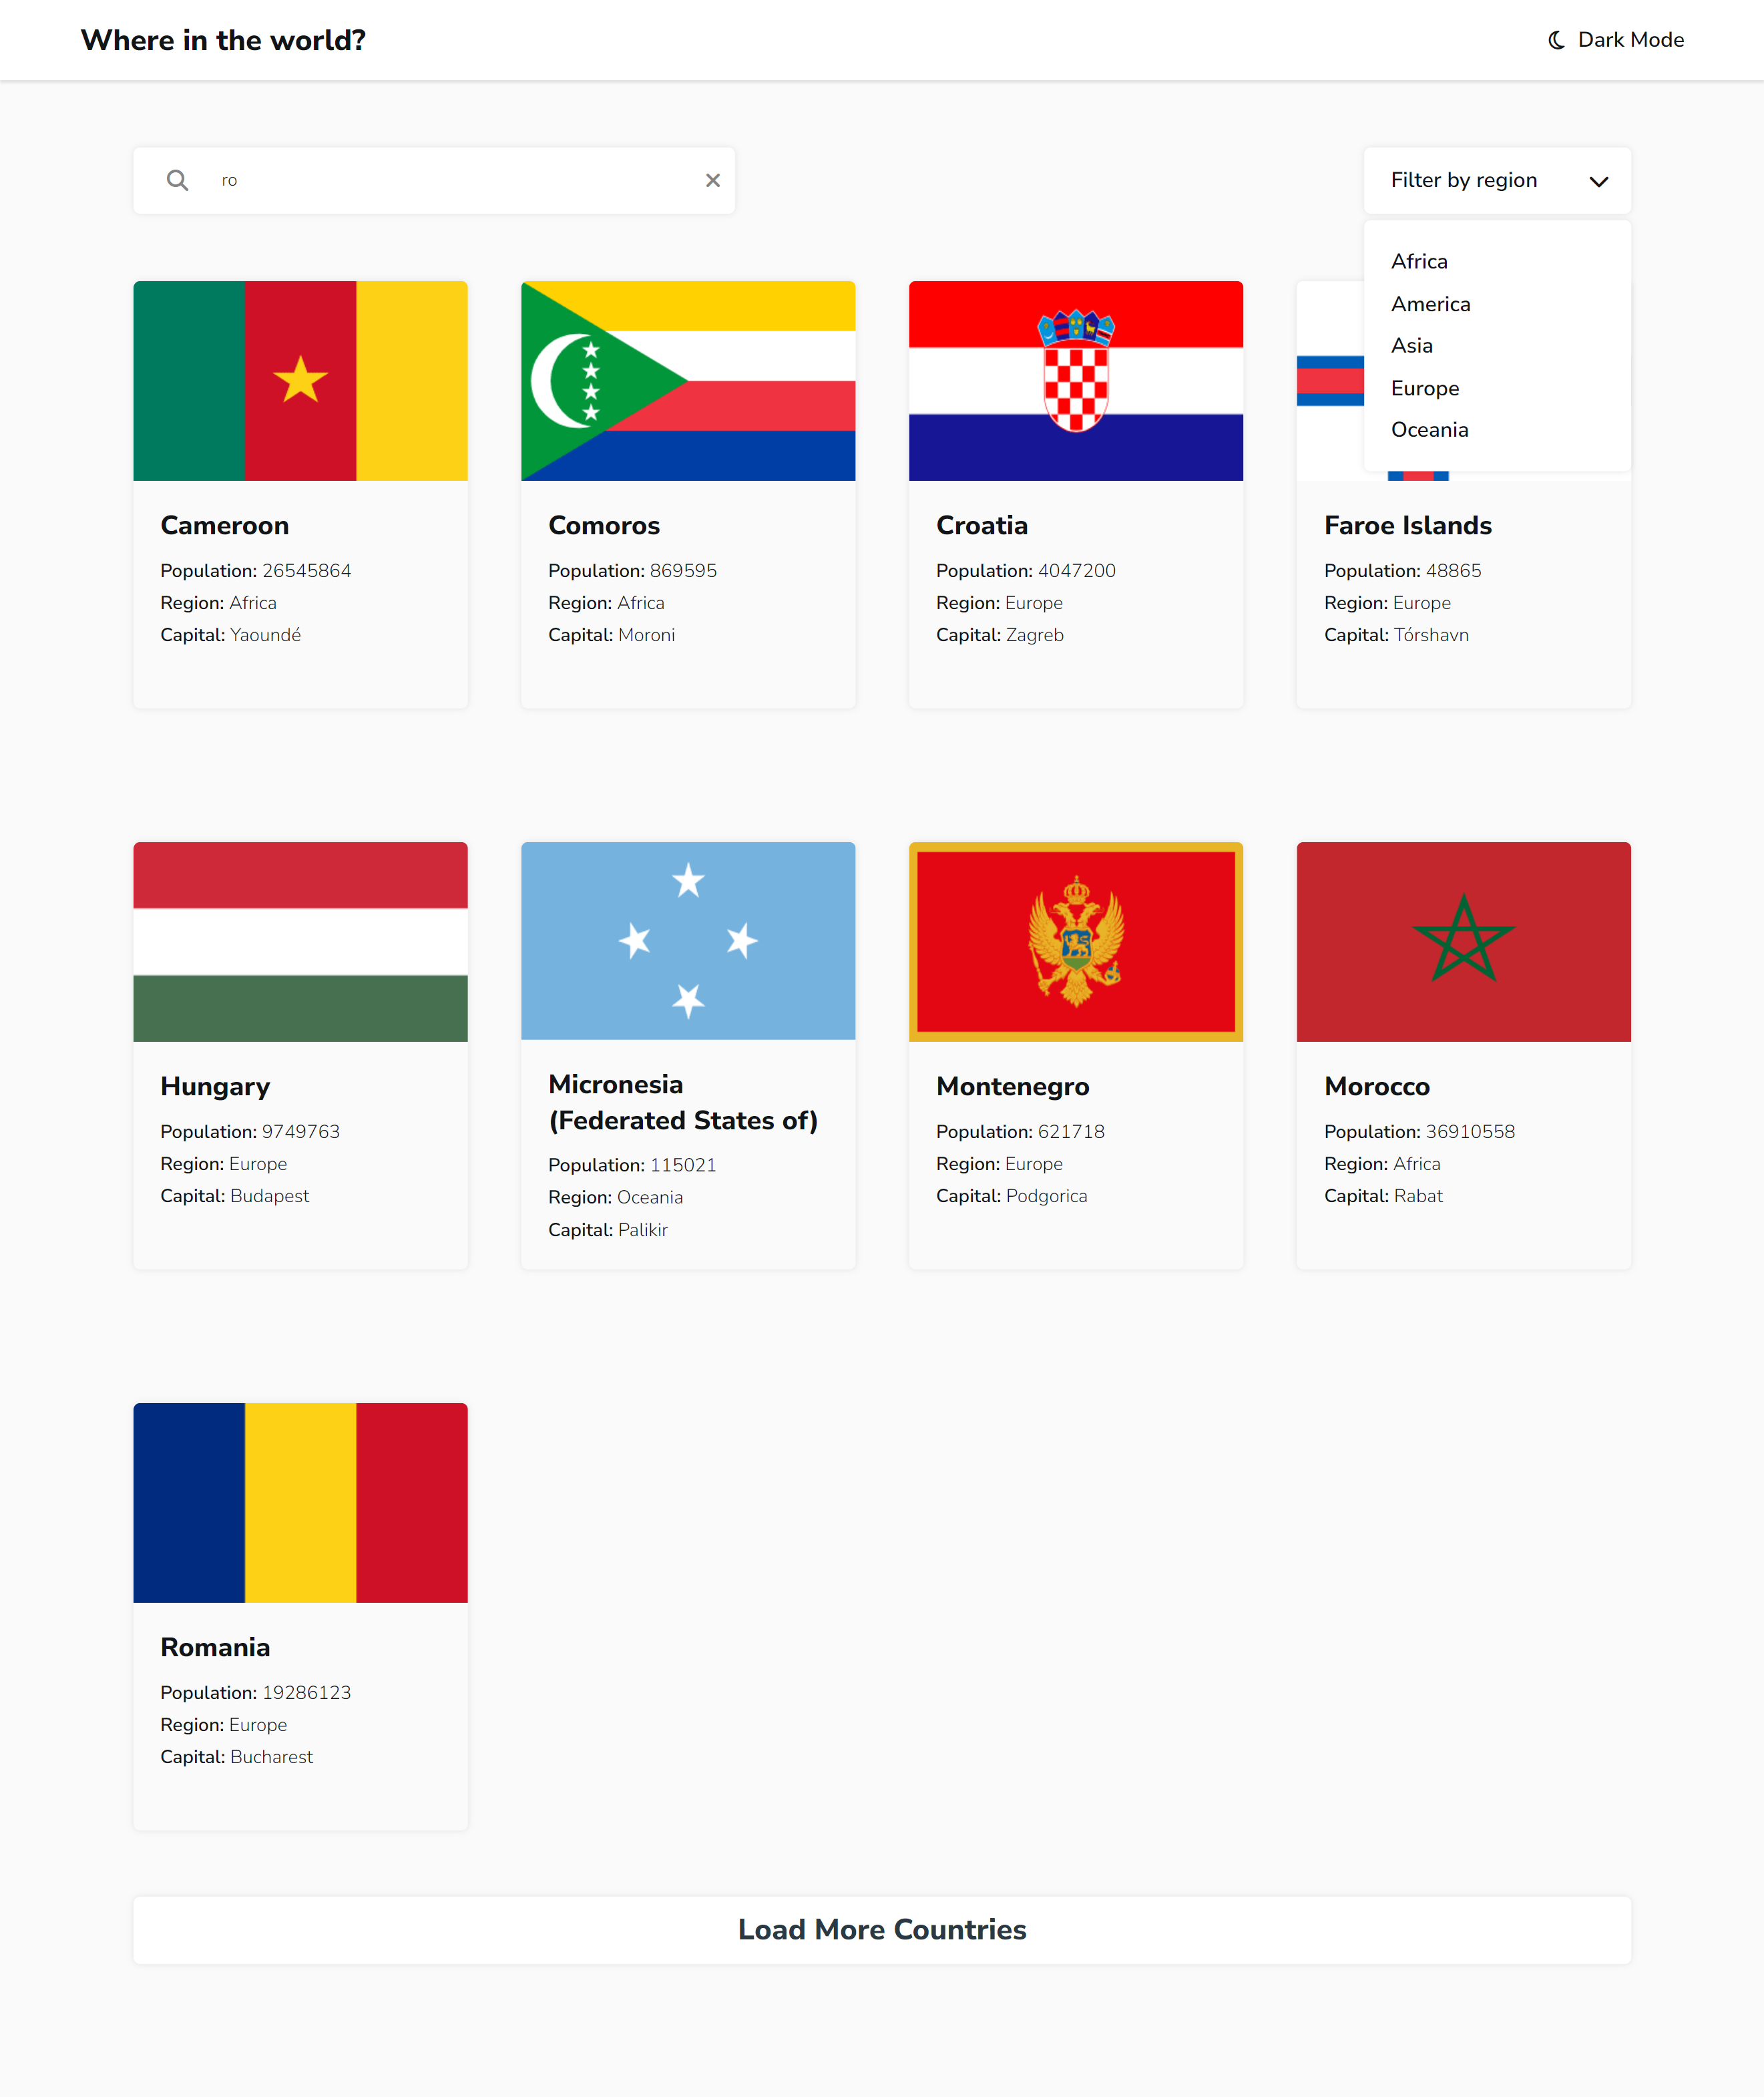 Where in the world?
Dark Mode
ro
Filter by region
Africa
America
Asia
Europe
Oceania
Cameroon
Population: 26545864
Region: Africa
Capital: Yaoundé
Comoros
Population: 869595
Region: Africa
Capital: Moroni
Croatia
Population: 4047200
Region: Europe
Capital: Zagreb
Faroe Islands
Population: 48865
Region: Europe
Capital: Tórshavn
Hungary
Population: 9749763
Region: Europe
Capital: Budapest
Micronesia
(Federated States of)
Population: 115021
Region: Oceania
Capital: Palikir
Montenegro
Population: 621718
Region: Europe
Capital: Podgorica
Morocco
Population: 36910558
Region: Africa
Capital: Rabat
Romania
Population: 19286123
Region: Europe
Capital: Bucharest
Load More Countries